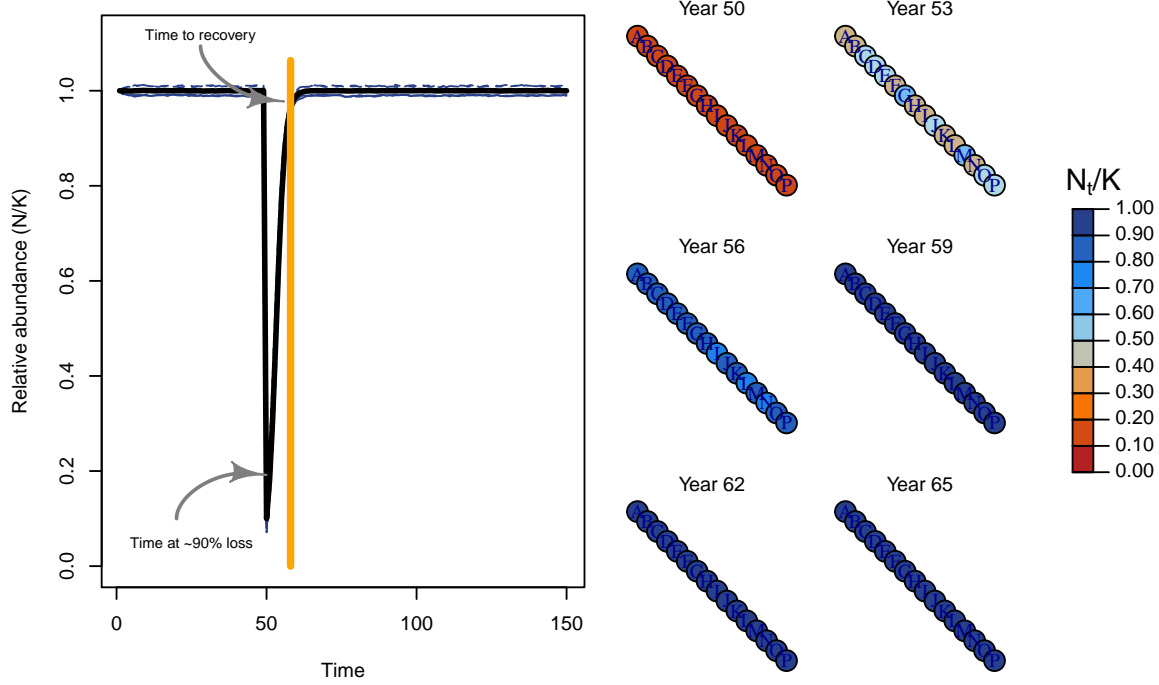 Time to recovery
Time at ~90% loss
Relative abundance (N/K)
0.0
0.2
0.4
0.6
0.8
1.0
0
50
100
150
Time
Year 50
A B C D E F G H I J K L M N O P
Year 53
A B C D E F G H I J K L M N O P
Year 56
A B C D E F G H I J K L M N O P
Year 59
A B C D E F G H I J K L M N O P
Year 62
A B C D E F G H I J K L M N O P
Year 65
A B C D E F G H I J K L M N O P
Nt/K
1.00
0.90
0.80
0.70
0.60
0.50
0.40
0.30
0.20
0.10
0.00